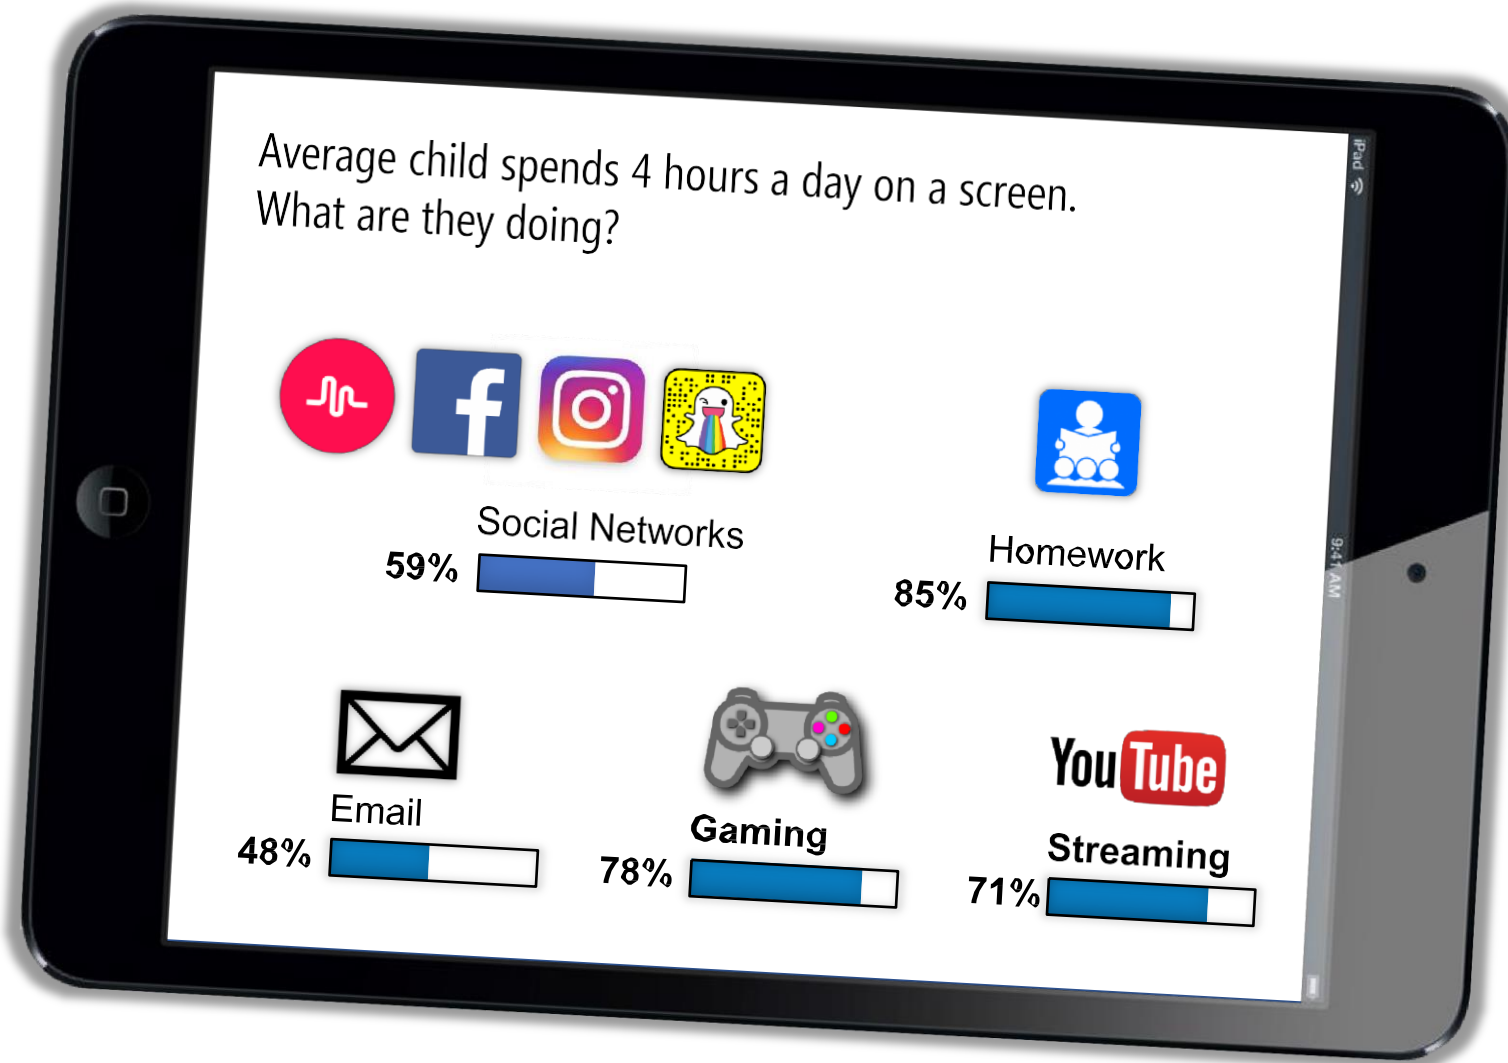 Average child spends 4 hours a day on a screen.
What are they doing?
iPad
9:41 AM
f
Social Networks
59%
Homework
85%
Email
48%
Gaming
78%
YouTube
Streaming
71%